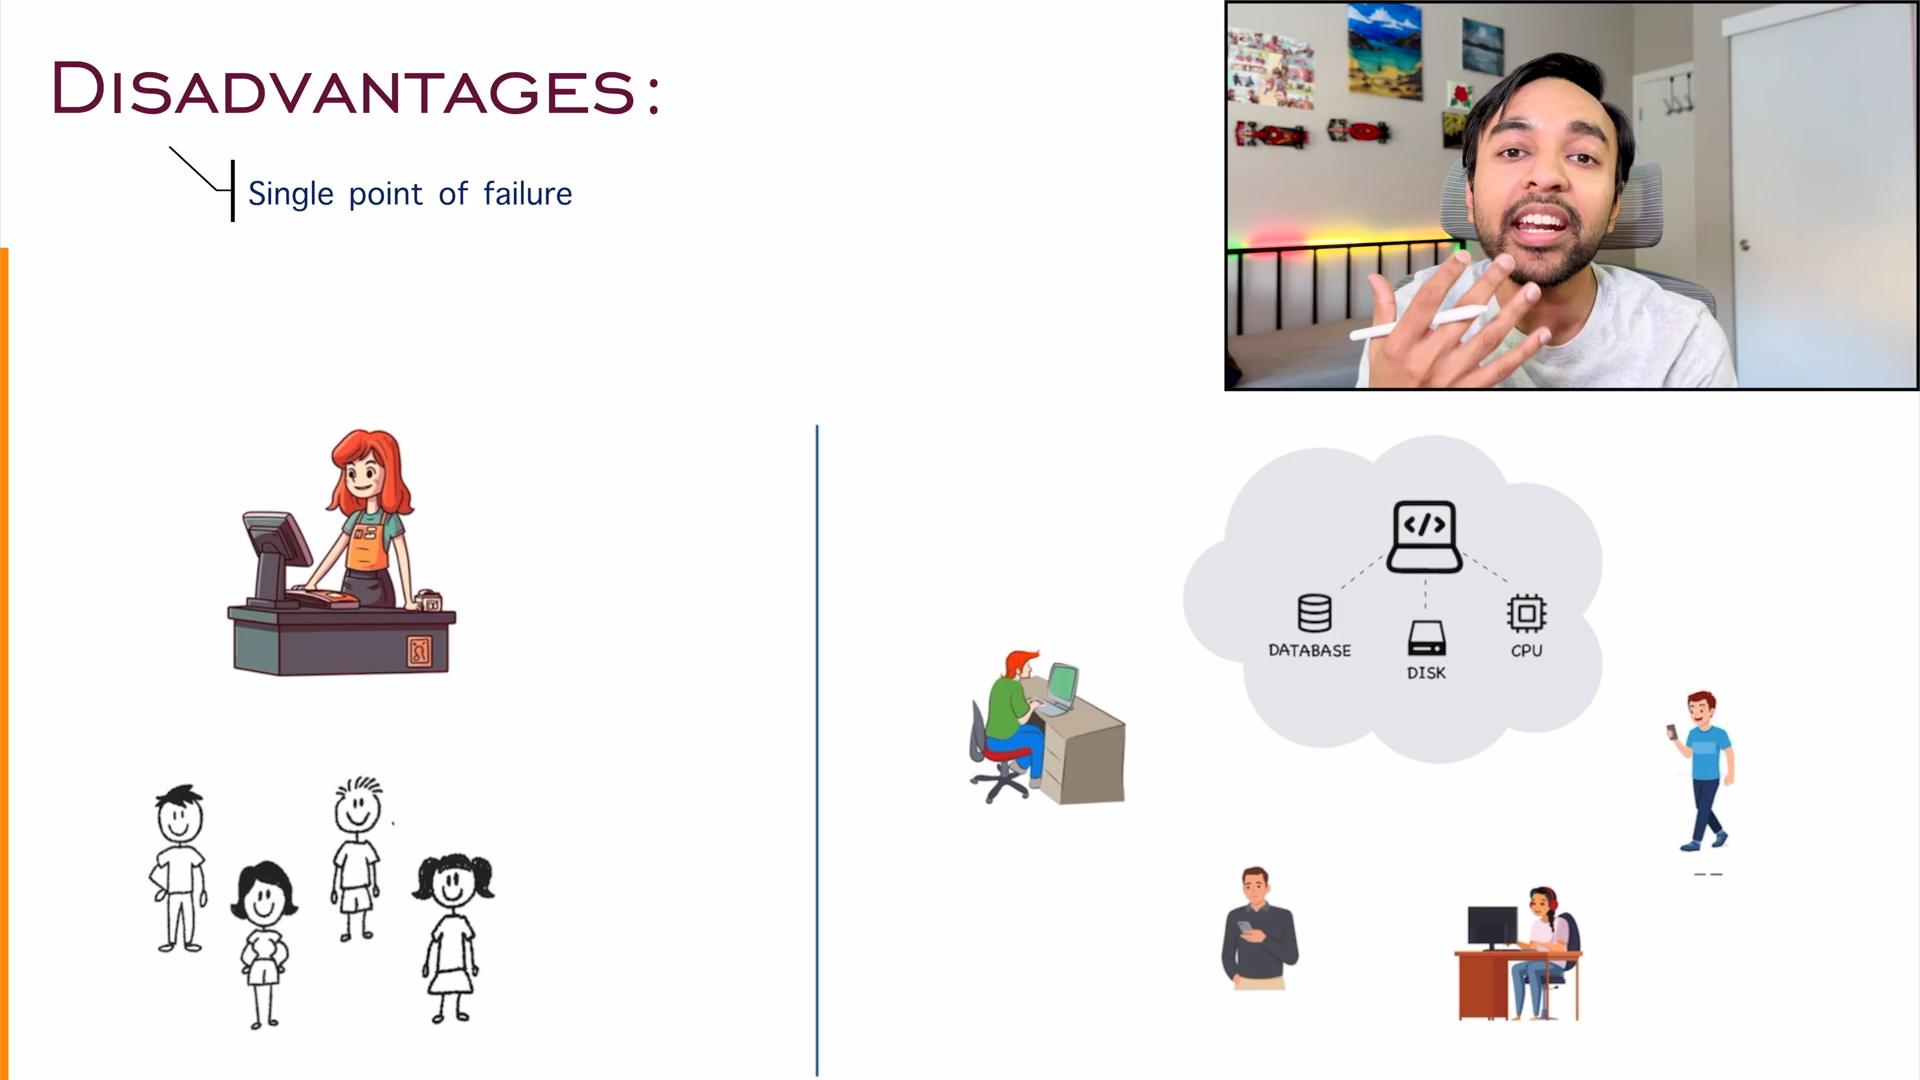 DISADVANTAGES:
Single point of failure
</>
DATABASE
DISK
CPU